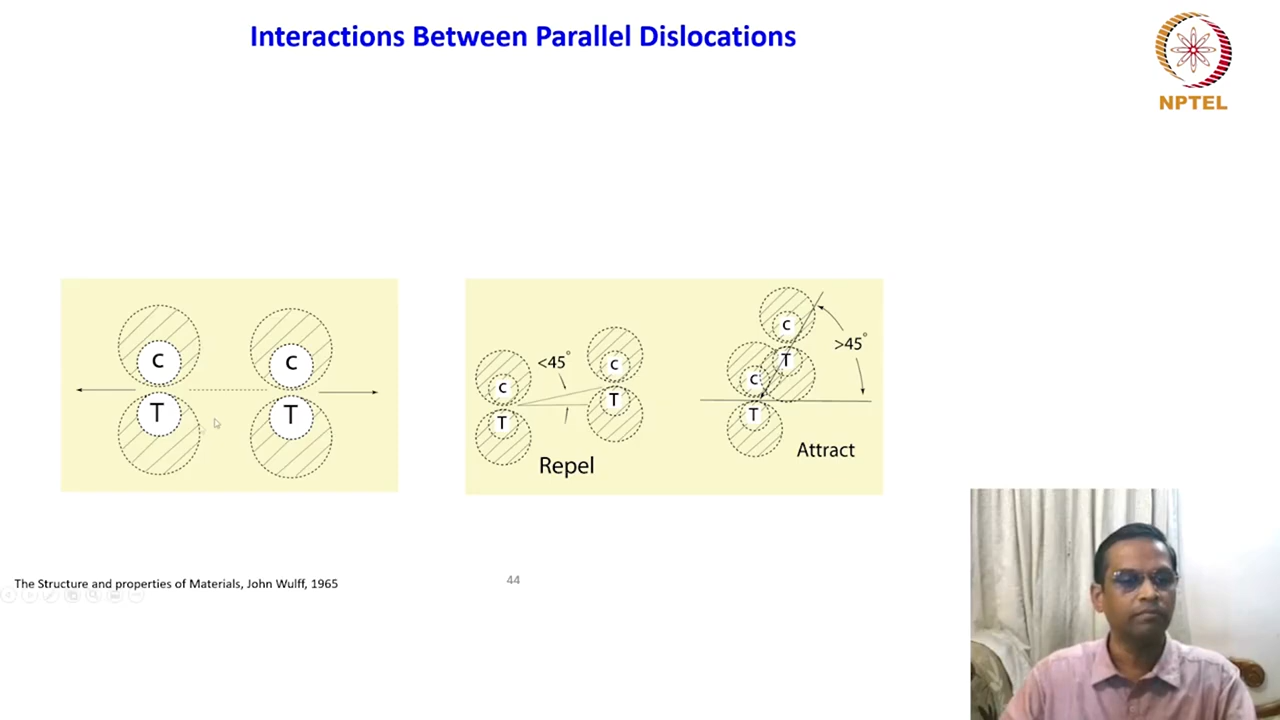 Interactions Between Parallel Dislocations
NPTEL
C
C
T
T
<45°
C
C
T
T
Repel
C
T
C
T
>45°
Attract
The Structure and properties of Materials, John Wulff, 1965
44